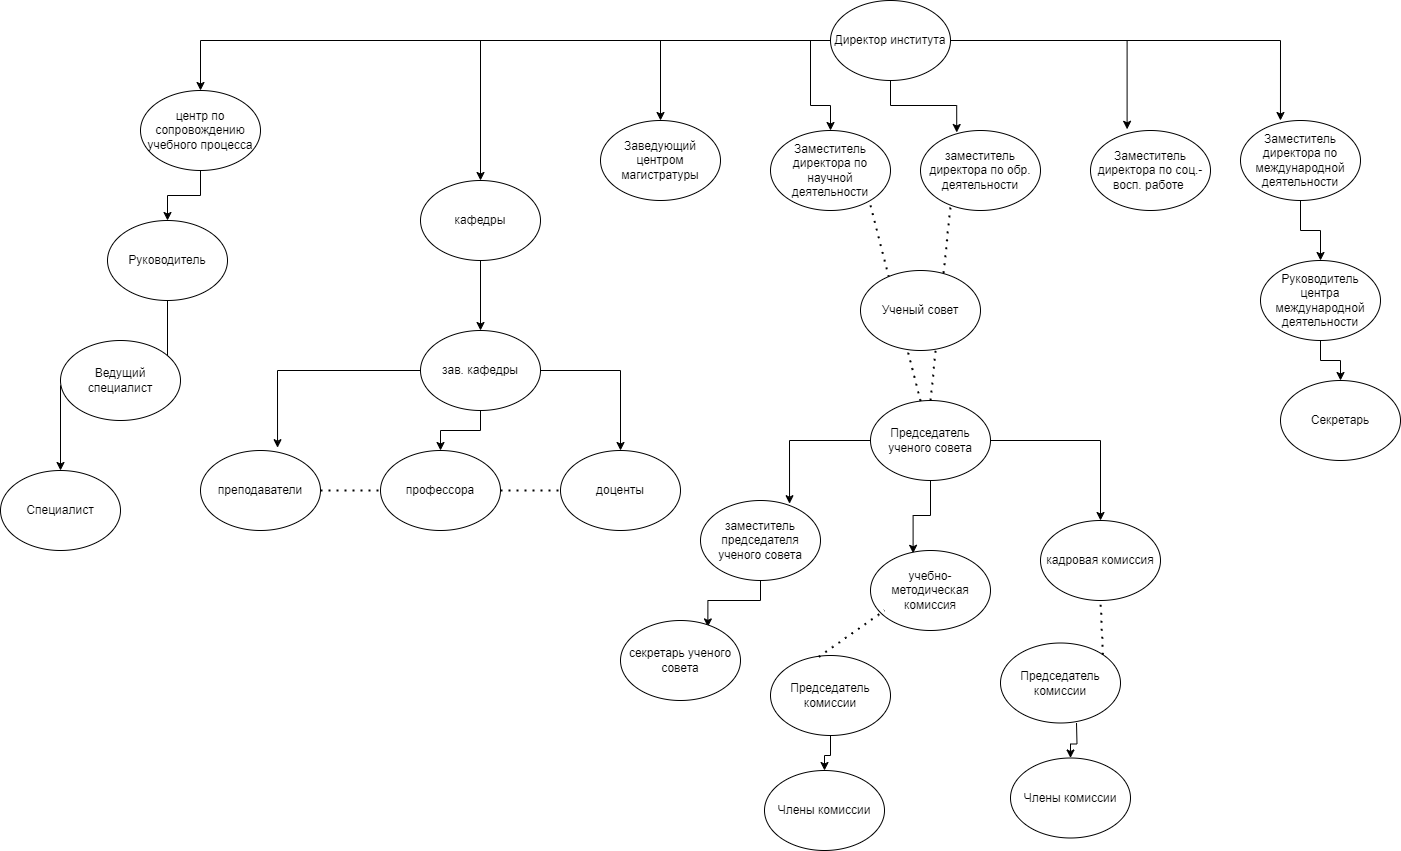 Директор института
центр по
сопровождению
учебного процесса
Заведующий
центром
магистратуры
Заместитель
директора по
научной
деятельности
заместитель
директора по обр.
деятельности
Заместитель
директора по соц.-
восп. работе
Заместитель
директора по
международной
деятельности
кафедры
Руководитель
Ученый совет
Руководитель
центра
международной
деятельности
Ведущий
специалист
зав. кафедры
Секретарь
Председатель
ученого совета
преподаватели
профессора
доценты
Специалист
заместитель
председателя
ученого совета
кадровая комиссия
учебно-
методическая
комиссия
секретарь ученого
совета
Председатель
комиссии
Председатель
комиссии
Члены комиссии
Члены комиссии